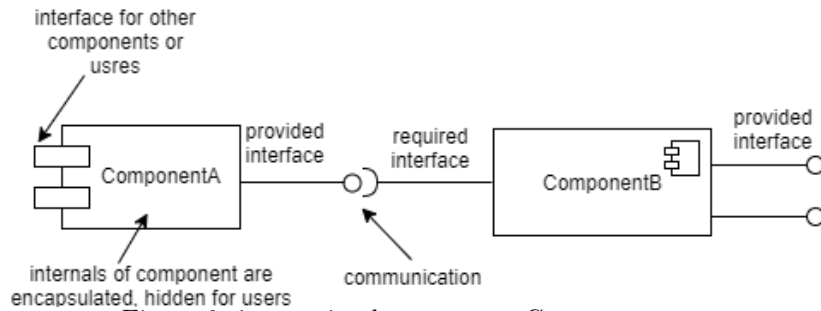 interface for other
components or
usres
provided
interface
required
interface
provided
interface
ComponentA
ComponentB
internals of component are
encapsulated, hidden for users
communication